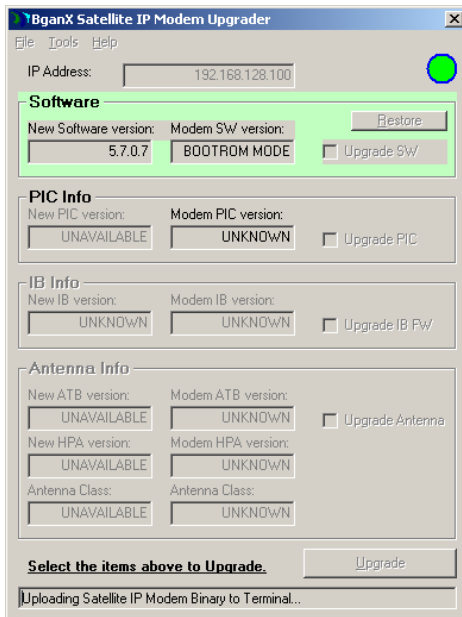 BganX Satellite IP Modem Upgrader
File Tools Help
IP Address: 192.168.128.100
Software
Restore
New Software version: Modem SW version:
5.7.0.7 BOOTROM MODE Upgrade SW
PIC Info
New PIC version: Modem PIC version:
UNAVAILABLE UNKNOWN Upgrade PIC
IB Info
New IB version: Modem IB version:
UNKNOWN UNKNOWN Upgrade IB FW
Antenna Info
New ATB version: Modem ATB version:
UNAVAILABLE UNKNOWN Upgrade Antenna
New HPA version: Modem HPA version:
UNAVAILABLE UNKNOWN
Antenna Class: Antenna Class:
UNAVAILABLE UNKNOWN
Select the items above to Upgrade. Upgrade
Uploading Satellite IP Modem Binary to Terminal...